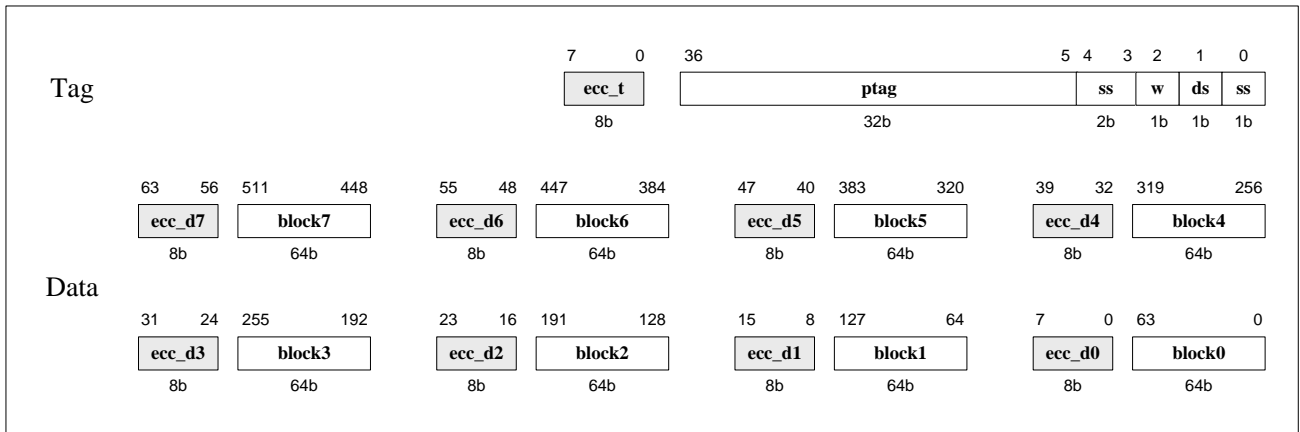 7 0 36 5 4 3 2 1 0
Tag ecc_t ptag ss w ds ss
8b 32b 2b 1b 1b 1b
63 56 511 448 55 48 447 384 47 40 383 320 39 32 319 256
ecc_d7 block7 ecc_d6 block6 ecc_d5 block5 ecc_d4 block4
8b 64b 8b 64b 8b 64b 8b 64b
Data
31 24 255 192 23 16 191 128 15 8 127 64 7 0 63 0
ecc_d3 block3 ecc_d2 block2 ecc_d1 block1 ecc_d0 block0
8b 64b 8b 64b 8b 64b 8b 64b